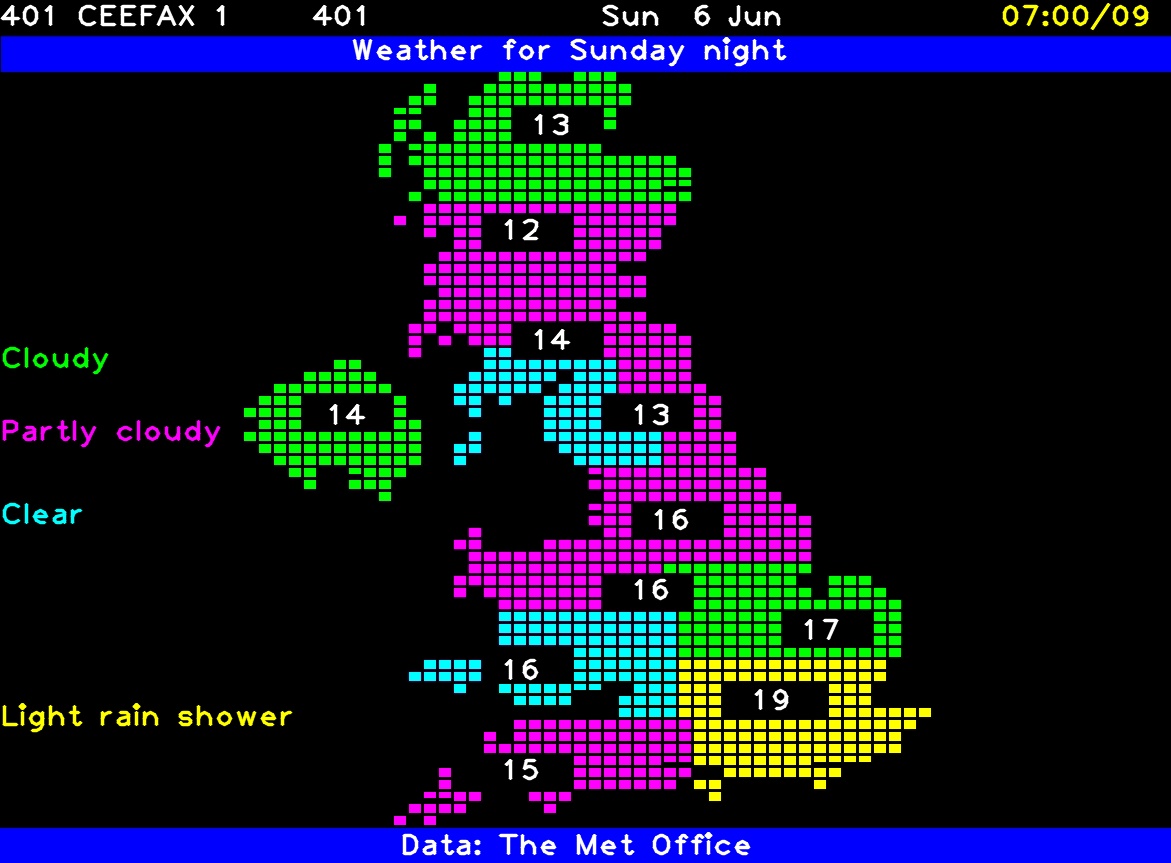 401 CEEFAX 1 401 Sun 6 Jun 07:00/09
Weather for Sunday night
13
12
14
Cloudy
14
13
Partly cloudy
Clear
16
16
17
16
19
Light rain shower
15
Data: The Met Office